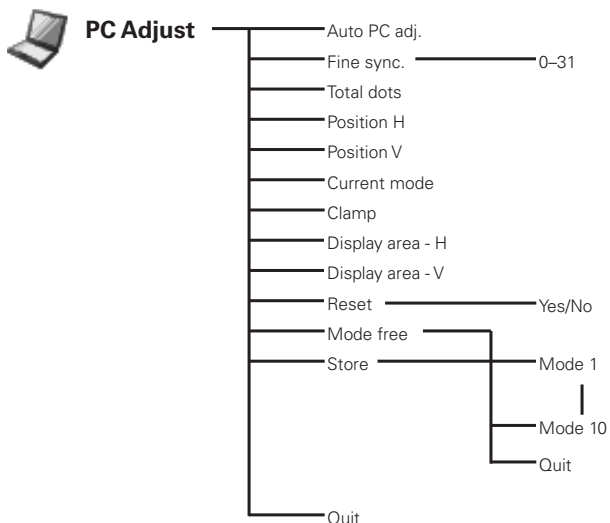 PC Adjust
Auto PC adj.
Fine sync. 0–31
Total dots
Position H
Position V
Current mode
Clamp
Display area - H
Display area - V
Reset Yes/No
Mode free
Store Mode 1
Mode 10
Quit
Quit